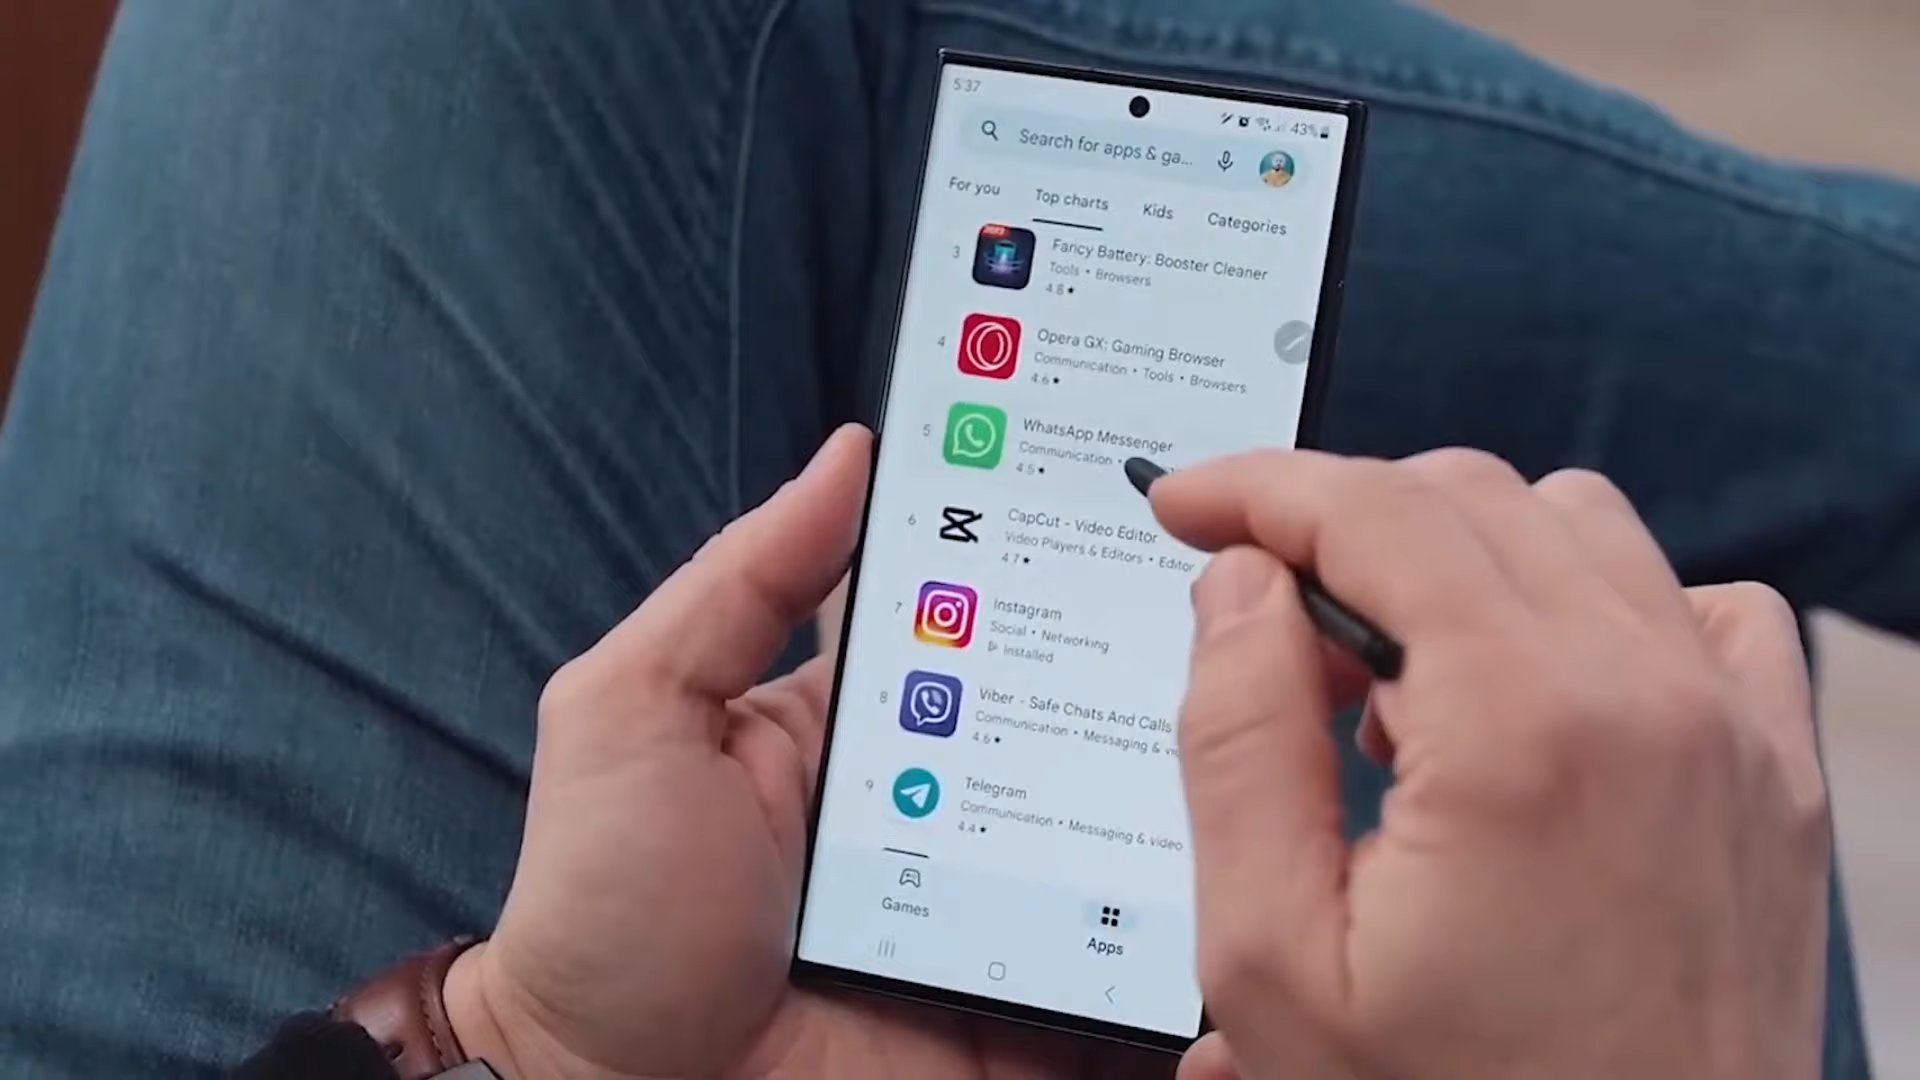 5:37
43%
Search for apps & ga...
For you Top charts Kids Categories
3
2023
Fancy Battery: Booster Cleaner
Tools • Browsers
4.8★
4
Opera GX: Gaming Browser
Communication • Tools • Browsers
4.6★
5
WhatsApp Messenger
Communication •
4.5★
6
CapCut - Video Editor
Video Players & Editors • Editor
4.7★
7
Instagram
Social • Networking
Installed
8
Viber - Safe Chats And Calls
Communication • Messaging &
4.6★
9
Telegram
Communication • Messaging & video
4.4★
Games
Apps